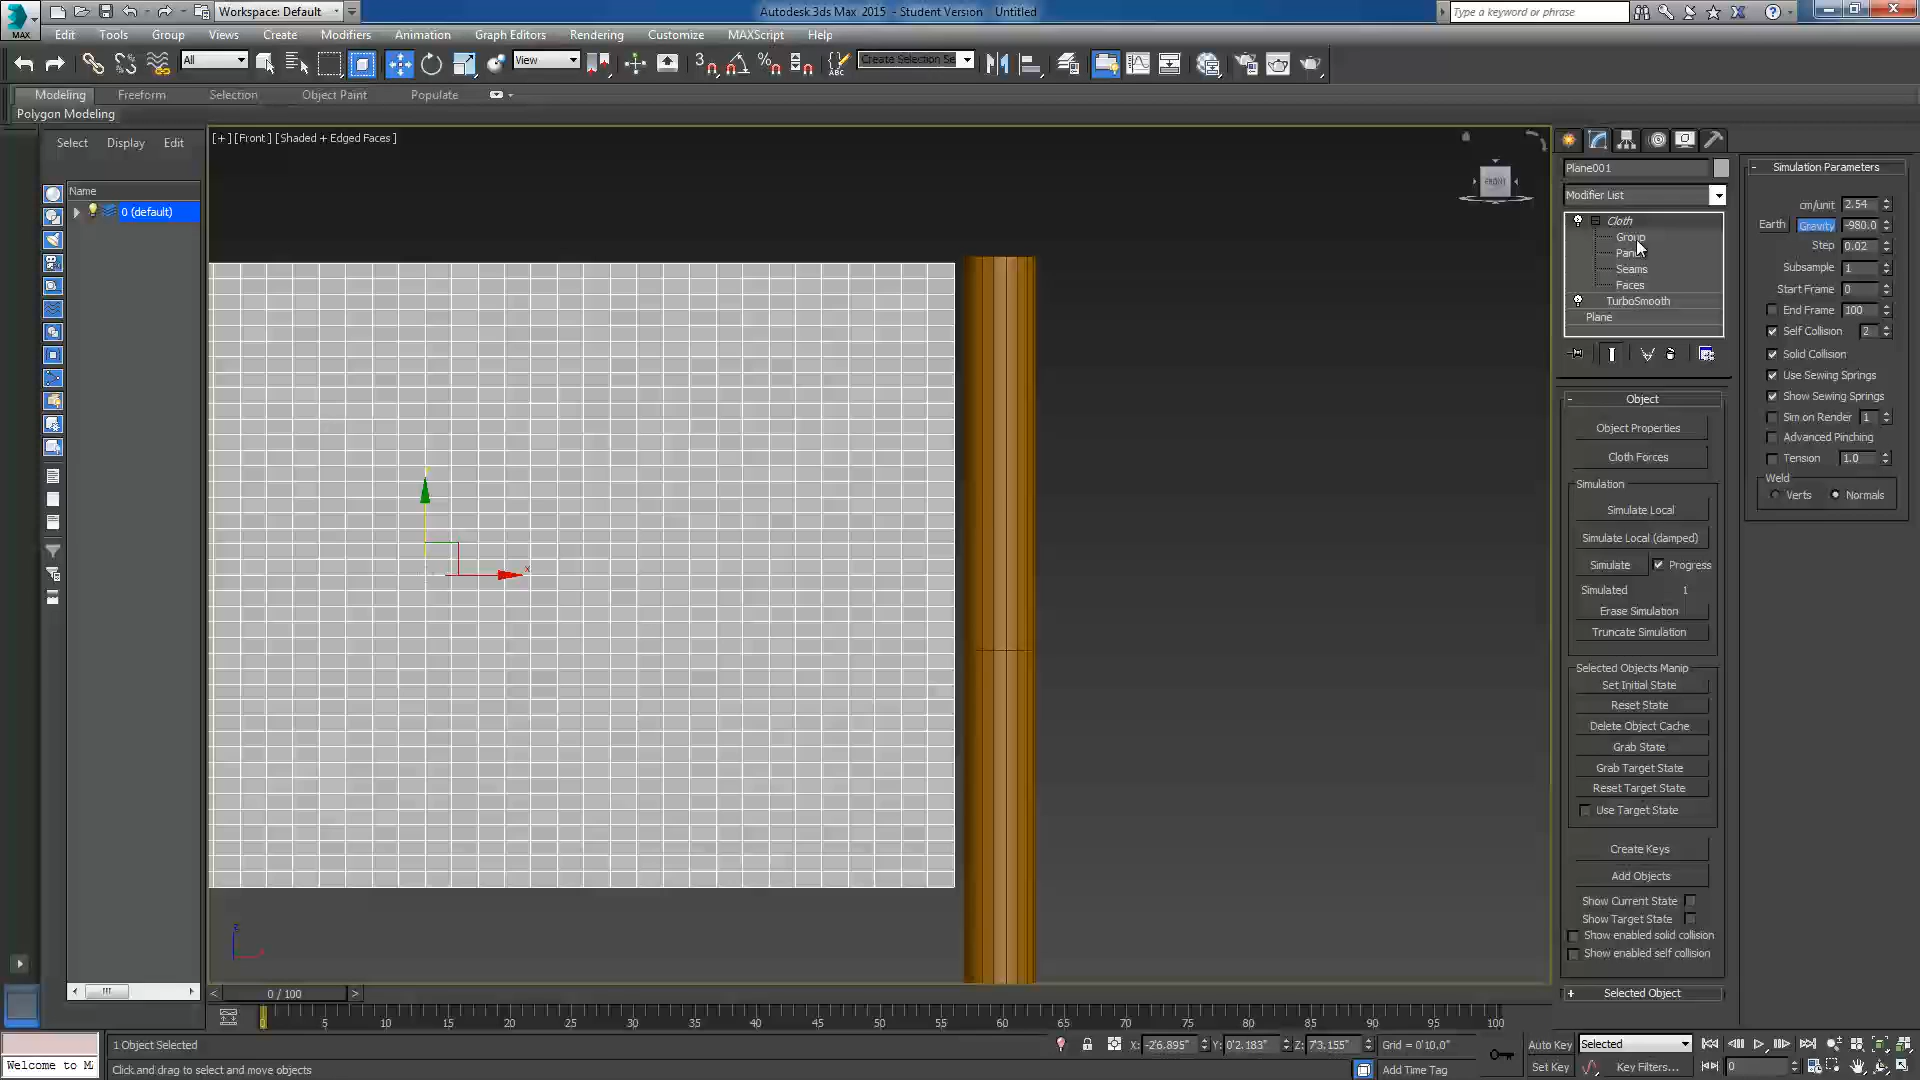 Workspace: Default
Autodesk 3ds Max 2015 - Student Version Untitled
Type a keyword or phrase
MAX
Edit Tools Group Views Create Modifiers Animation Graph Editors Rendering Customize MAXScript Help
All
View
3
ABC
Create Selection Se
Modeling Freeform Selection Object Paint Populate
Polygon Modeling
Select Display Edit
Name
0 (default)
[+][Front][Shaded + Edged Faces]
FRONT
x
Plane001
Modifier List
Cloth
Group
Seams
Faces
TurboSmooth
Plane
Object
Object Properties
Cloth Forces
Simulation
Simulate Local
Simulate Local (damped)
Simulate Progress
Simulated 1
Erase Simulation
Truncate Simulation
Selected Objects Manip
Set Initial State
Reset State
Delete Object Cache
Grab State
Grab Target State
Reset Target State
Use Target State
Create Keys
Add Objects
Show Current State
Show Target State
Show enabled solid collision
Show enabled self collision
Selected Object
Simulation Parameters
cm/unit 2.54
Earth Gravity -980.0
Step 0.02
Subsample 1
Start Frame 0
End Frame 100
Self Collision 2
Solid Collision
Use Sewing Springs
Show Sewing Springs
Sim on Render 1
Advanced Pinching
Tension 1.0
Weld
Verts Normals
0 / 100
0 5 10 15 20 25 30 35 40 45 50 55 60 65 70 75 80 85 90 95 100
Welcome to M
1 Object Selected
Click and drag to select and move objects
X: -2'6.895" Y: 0'2.183" Z: 7'3.155" Grid = 0'10.0"
Add Time Tag
Auto Key Selected
Set Key Key Filters...
0